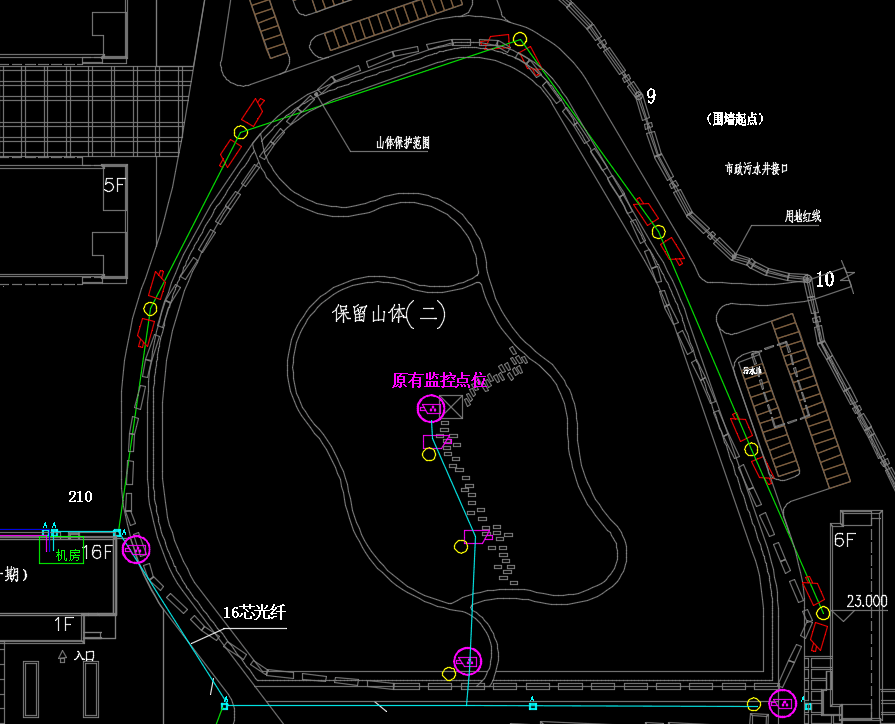 9
(围墙起点)
山体保护范围
市政污水井接口
5F
用地红线
10
保留山体(二)
原有监控点位
210
A A
A
机房
16F
6F
期)
16芯光纤
23.000
1F
入口
A
A
A